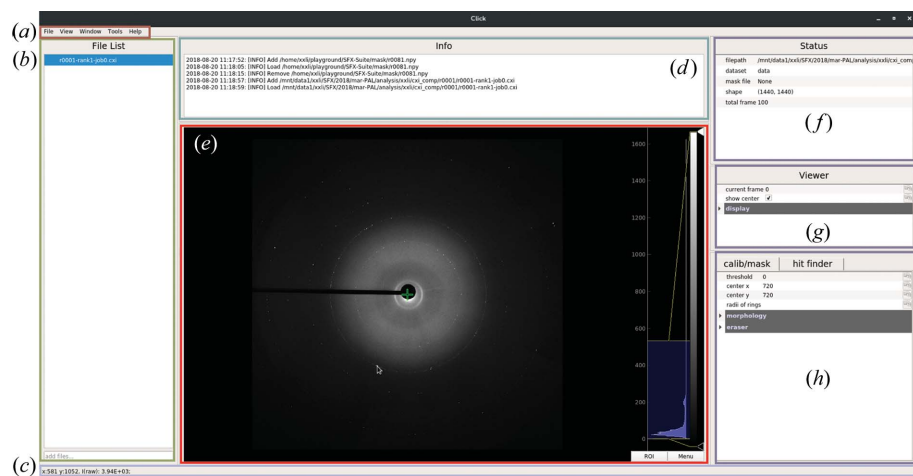 Click
(a)
File View Window Tools Help
(b)
File List
r0001-rank1-job0.cxi
add files...
(c)
x:581 y:1052, I(raw): 3.94E+03;
Info
2018-08-20 11:17:52: [INFO] Add /home/xxli/playground/SFX-Suite/mask/r0081.npy
2018-08-20 11:18:05: [INFO] Load /home/xxli/playground/SFX-Suite/mask/r0081.npy
2018-08-20 11:18:15: [INFO] Remove /home/xxli/playground/SFX-Suite/mask/r0081.npy
2018-08-20 11:18:57: [INFO] Add /mnt/data1/xxli/SFX/2018/mar-PAL/analysis/xxli/cxi_comp/r0001/r0001-rank1-job0.cxi
2018-08-20 11:18:59: [INFO] Load /mnt/data1/xxli/SFX/2018/mar-PAL/analysis/xxli/cxi_comp/r0001/r0001-rank1-job0.cxi
(d)
(e)
1600
1400
1200
1000
800
600
400
200
0
ROI Menu
Status
filepath /mnt/data1/xxli/SFX/2018/mar-PAL/analysis/xxli/cxi_comp
dataset data
mask file None
shape (1440, 1440)
total frame 100
(f)
Viewer
current frame 0
show center
display
(g)
calib/mask hit finder
threshold 0
center x 720
center y 720
radii of rings
morphology
eraser
(h)